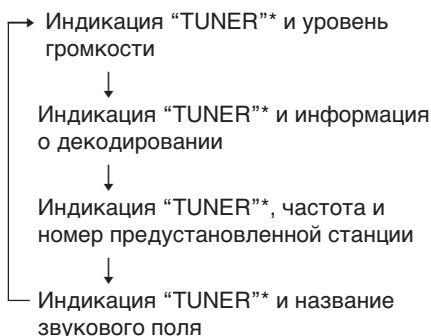 Индикация “TUNER”* и уровень
громкости
Индикация “TUNER”* и информация
о декодировании
Индикация “TUNER”*, частота и
номер предустановленной станции
Индикация “TUNER”* и название
звукового поля